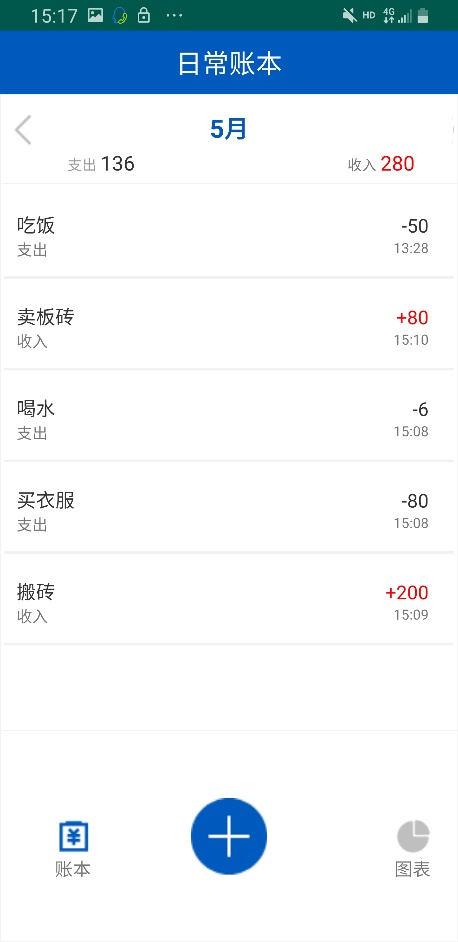 15:17 HD 4G
日常账本
5月
支出 136 收入 280
吃饭 -50
支出 13:28
卖板砖 +80
收入 15:10
喝水 -6
支出 15:08
买衣服 -80
支出 15:08
搬砖 +200
收入 15:09
账本 图表